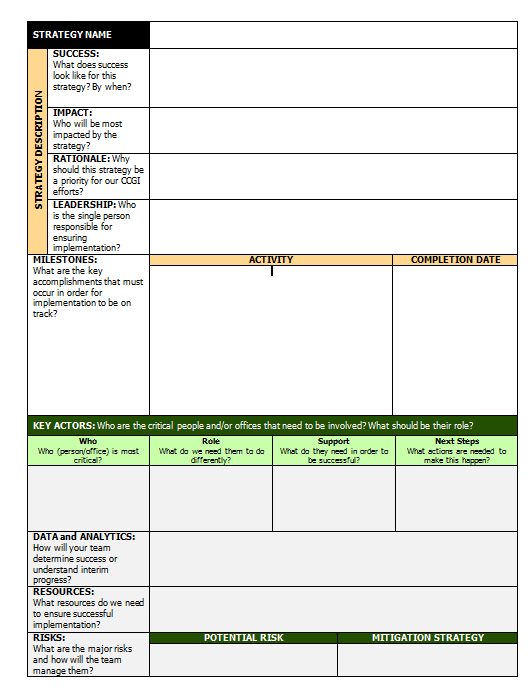 STRATEGY NAME
STRATEGY DESCRIPTION
SUCCESS:
What does success
look like for this
strategy? By when?
IMPACT:
Who will be most
impacted by the
strategy?
RATIONALE: Why
should this strategy be
a priority for our CCGI
efforts?
LEADERSHIP: Who
is the single person
responsible for
ensuring
implementation?
MILESTONES:
What are the key
accomplishments that must
occur in order for
implementation to be on
track?
ACTIVITY
COMPLETION DATE
KEY ACTORS: Who are the critical people and/or offices that need to be involved? What should be their role?
Who
Who (person/office) is most
critical?
Role
What do we need them to do
differently?
Support
What do they need in order to
be successful?
Next Steps
What actions are needed to
make this happen?
DATA and ANALYTICS:
How will your team
determine success or
understand interim
progress?
RESOURCES:
What resources do we need
to ensure successful
implementation?
RISKS:
What are the major risks
and how will the team
manage them?
POTENTIAL RISK
MITIGATION STRATEGY